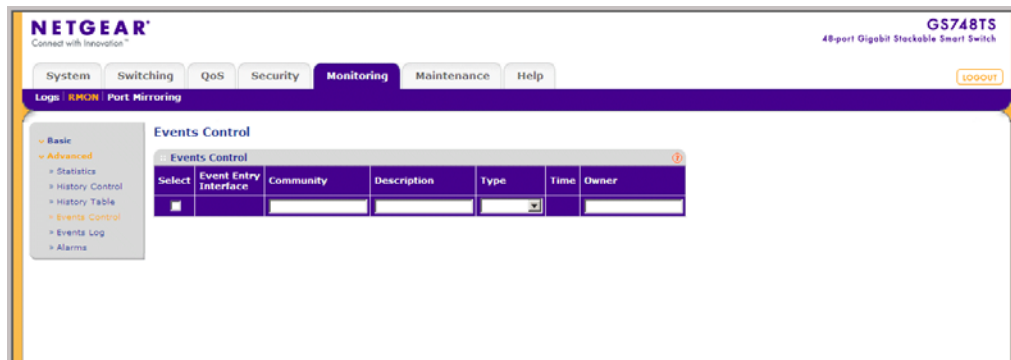 NETGEAR®
Connect with Innovation™
GS748TS
48-port Gigabit Stackable Smart Switch
System Switching QoS Security Monitoring Maintenance Help
LOGOUT
Logs RMON Port Mirroring
Basic
Advanced
» Statistics
» History Control
» History Table
» Events Control
» Events Log
» Alarms
Events Control
Events Control
Select Event Entry Interface Community Description Type Time Owner